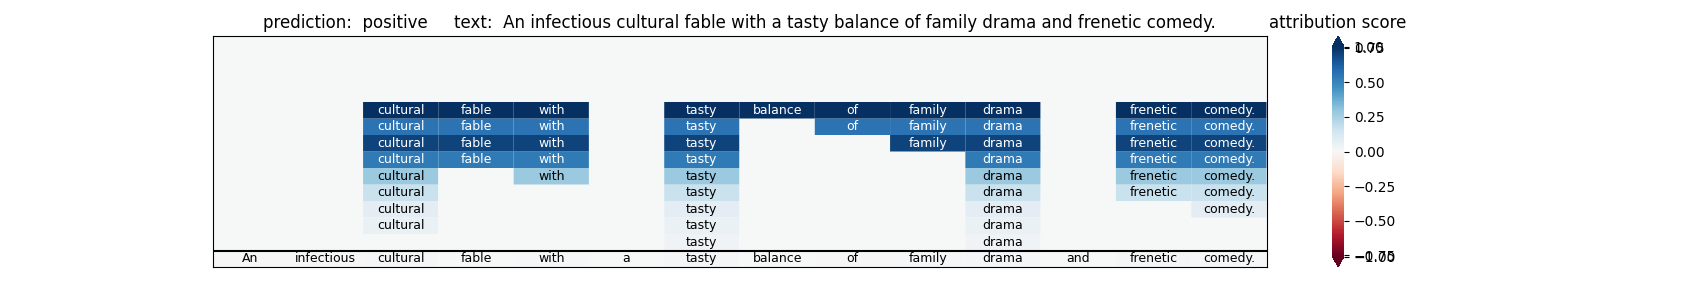 prediction:  positive     text:  An infectious cultural fable with a tasty balance of family drama and frenetic comedy.     attribution score
cultural fable with tasty balance of family drama frenetic comedy.
cultural fable with tasty of family drama frenetic comedy.
cultural fable with tasty family drama frenetic comedy.
cultural fable with tasty drama frenetic comedy.
cultural with tasty drama frenetic comedy.
cultural tasty drama frenetic comedy.
cultural tasty drama comedy.
cultural tasty drama
tasty drama
An infectious cultural fable with a tasty balance of family drama and frenetic comedy.
0.50
0.25
0.00
−0.25
−0.50